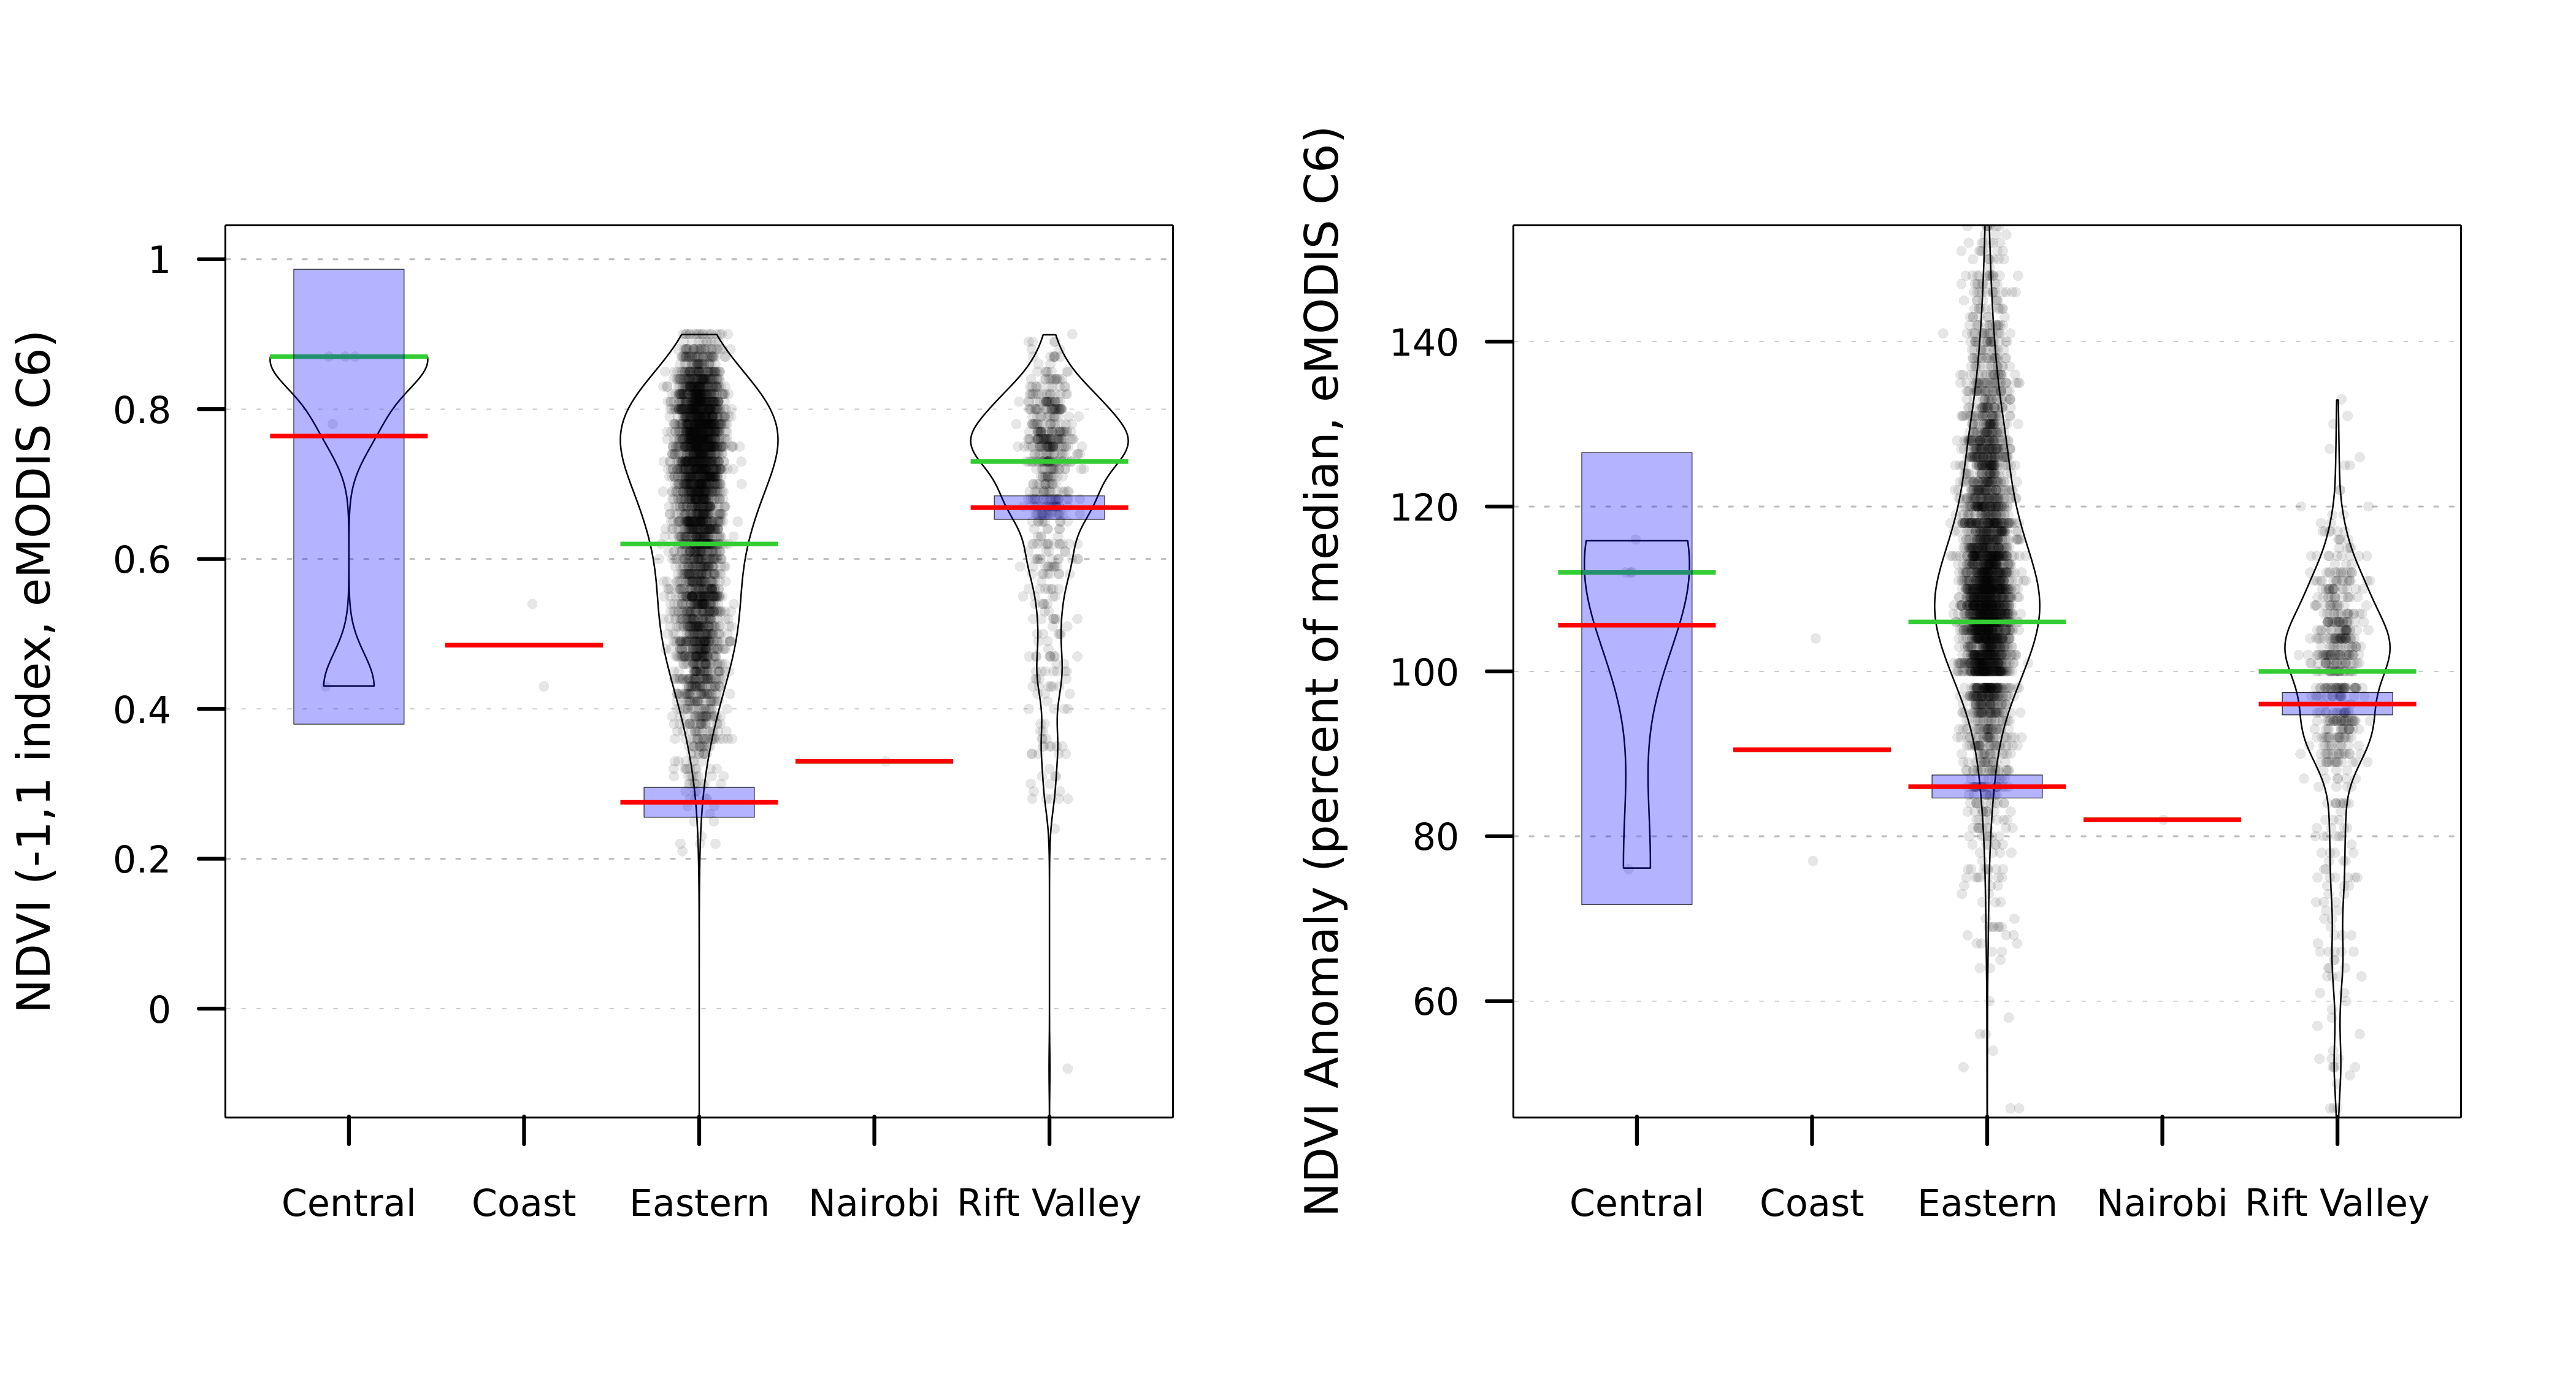 NDVI (-1,1 index, eMODIS C6)
1
0.8
0.6
0.4
0.2
0
Central Coast Eastern Nairobi Rift Valley
NDVI Anomaly (percent of median, eMODIS C6)
140
120
100
80
60
Central Coast Eastern Nairobi Rift Valley